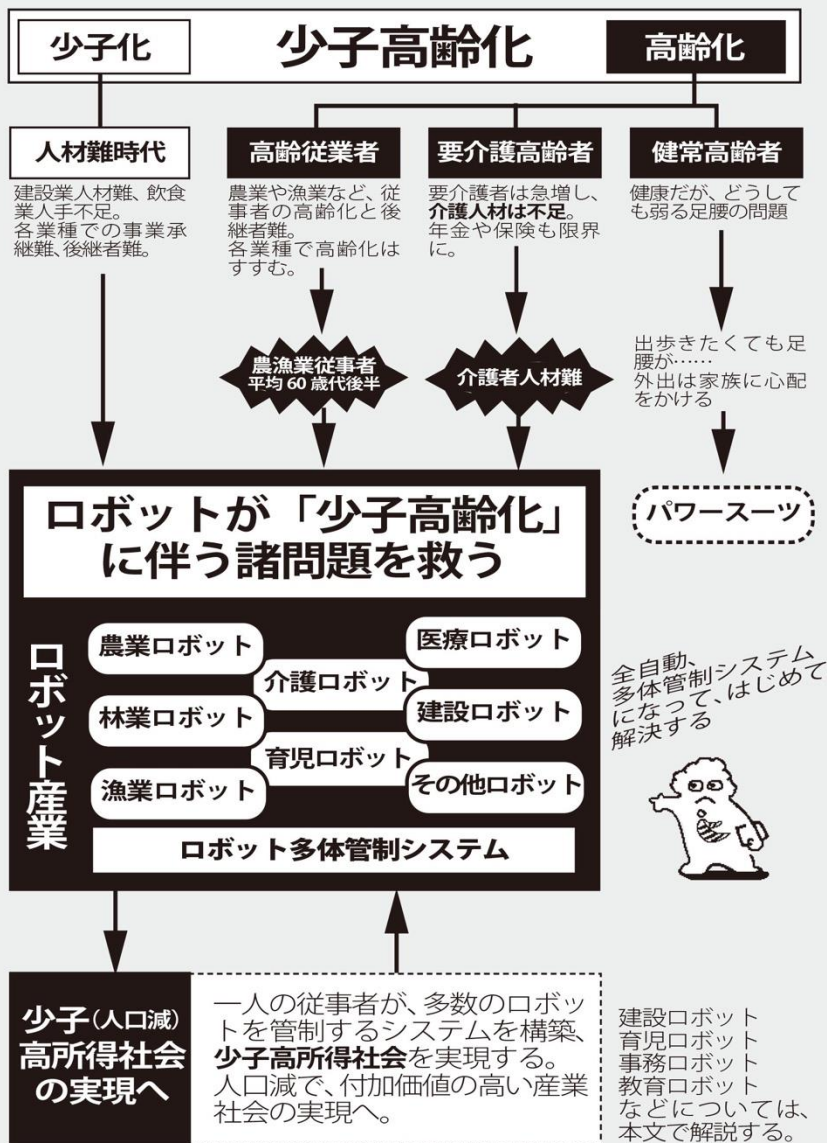 少子化
少子高齢化
高齢化
人材難時代
建設業人材難、飲食
業人手不足。
各業種での事業承
継難、後継者難。
高齢従業者
農業や漁業など、従
事者の高齢化と後
継者難。
各業種で高齢化は
すすむ。
要介護高齢者
要介護者は急増し、
介護人材は不足。
年金や保険も限界
に。
健常高齢者
健康だが、どうして
も弱る足腰の問題
農漁業従事者
平均60歳代後半
介護者人材難
出歩きたくても足
腰が……
外出は家族に心配
をかける
パワースーツ
ロボットが「少子高齢化」
に伴う諸問題を救う
ロボット産業
農業ロボット
医療ロボット
介護ロボット
林業ロボット
建設ロボット
育児ロボット
漁業ロボット
その他ロボット
ロボット多体管制システム
全自動、
多体管制システム
になって、はじめて
解決する
少子(人口減)
高所得社会
の実現へ
一人の従事者が、多数のロボッ
トを管制するシステムを構築、
少子高所得社会を実現する。
人口減で、付加価値の高い産業
社会の実現へ。
建設ロボット
育児ロボット
事務ロボット
教育ロボット
などについては、
本文で解説する。